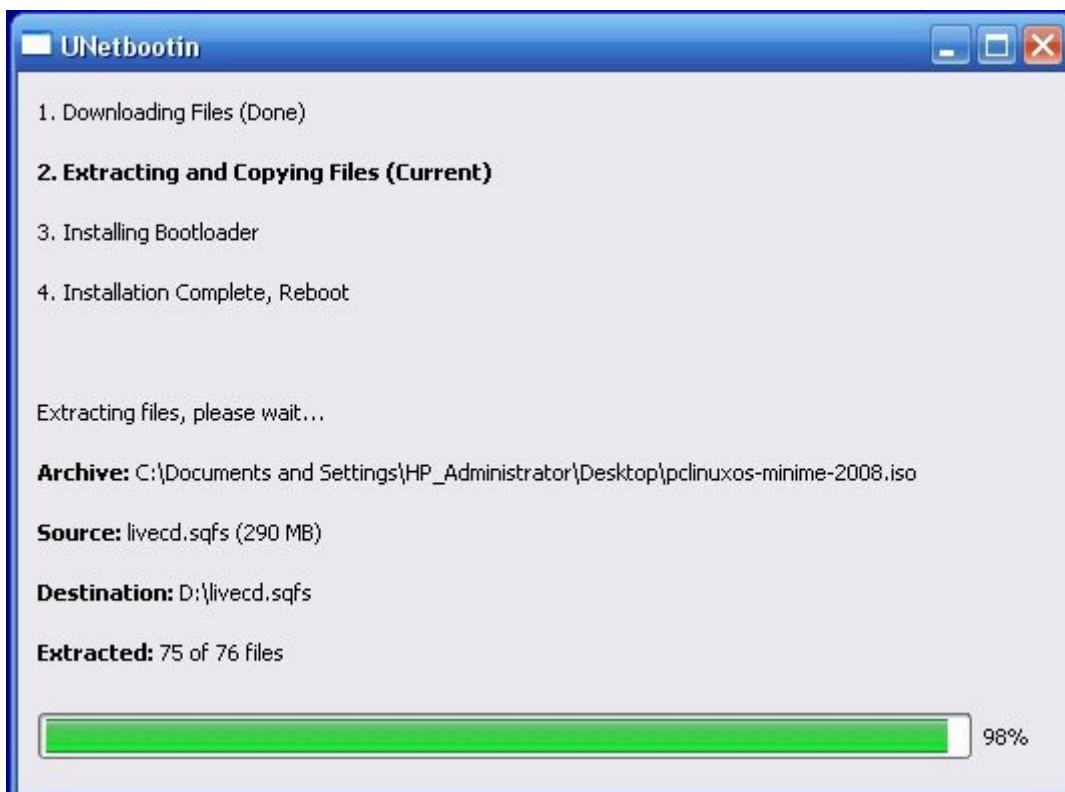 UNetbootin
1. Downloading Files (Done)
2. Extracting and Copying Files (Current)
3. Installing Bootloader
4. Installation Complete, Reboot
Extracting files, please wait...
Archive: C:\Documents and Settings\HP_Administrator\Desktop\pclinuxos-minime-2008.iso
Source: livecd.sqfs (290 MB)
Destination: D:\livecd.sqfs
Extracted: 75 of 76 files
98%